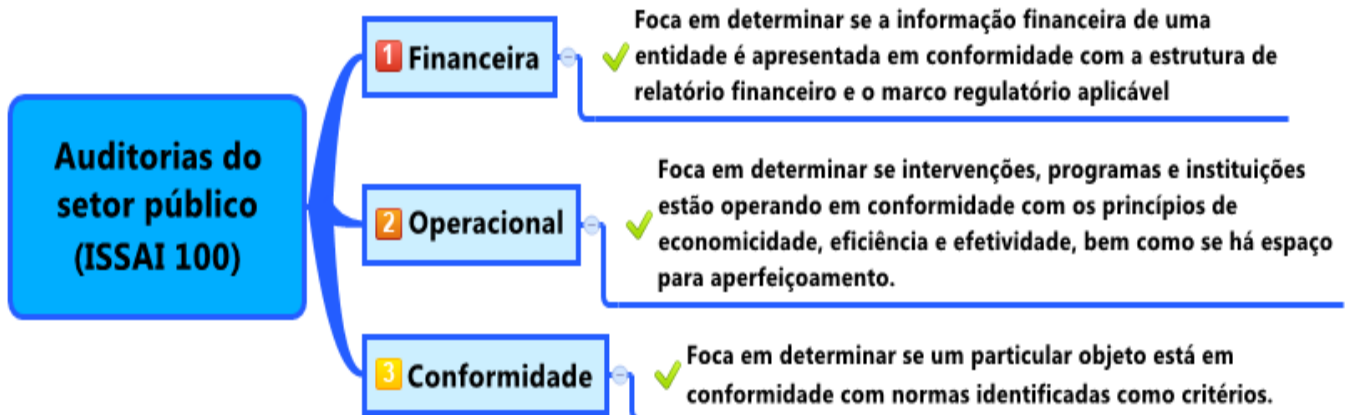 Auditorias do
setor público
(ISSAI 100)
1 Financeira
Foca em determinar se a informação financeira de uma
entidade é apresentada em conformidade com a estrutura de
relatório financeiro e o marco regulatório aplicável
2 Operacional
Foca em determinar se intervenções, programas e instituições
estão operando em conformidade com os princípios de
economicidade, eficiência e efetividade, bem como se há espaço
para aperfeiçoamento.
3 Conformidade
Foca em determinar se um particular objeto está em
conformidade com normas identificadas como critérios.